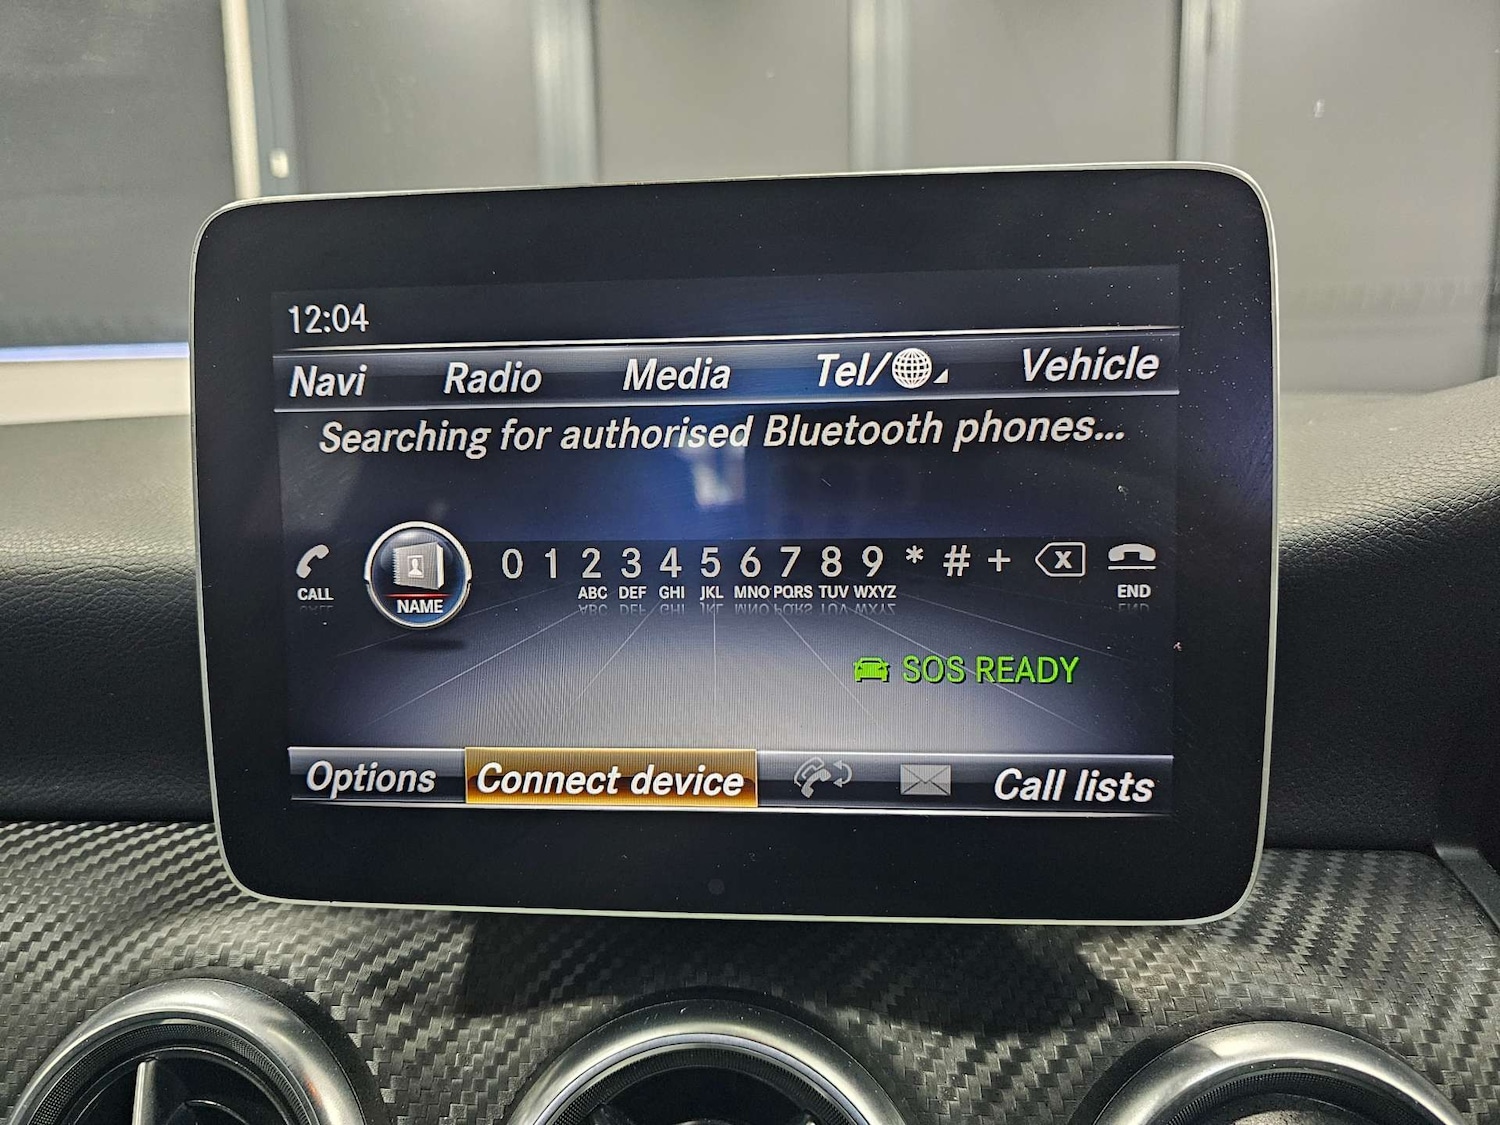 12:04
Navi Radio Media Tel/ Vehicle
Searching for authorised Bluetooth phones...
0 1 2 3 4 5 6 7 8 9 * # + X
CALL NAME ABC DEF GHI JKL MNO PQRS TUV WXYZ END
SOS READY
Options Connect device Call lists